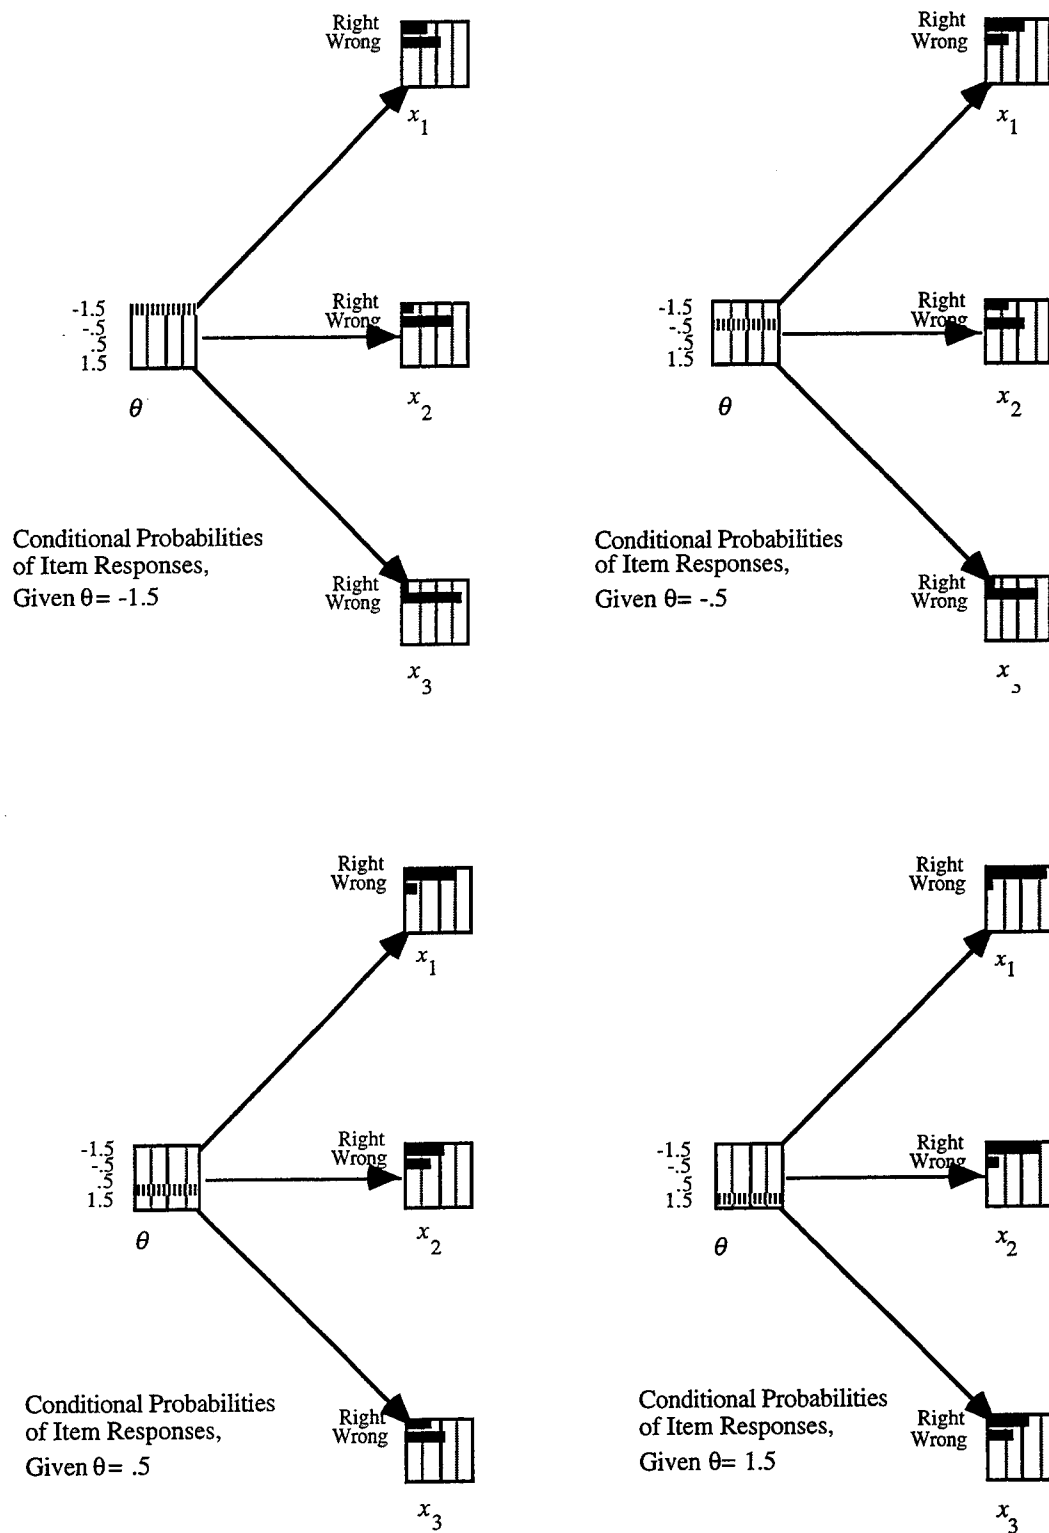 Right
Wrong
x1
-1.5
-.5
.5
1.5
θ
Right
Wrong
x2
Conditional Probabilities
of Item Responses,
Given θ= -1.5
Right
Wrong
x3
Right
Wrong
x1
-1.5
-.5
.5
1.5
θ
Right
Wrong
x2
Conditional Probabilities
of Item Responses,
Given θ= -.5
Right
Wrong
x
Right
Wrong
x1
-1.5
-.5
.5
1.5
θ
Right
Wrong
x2
Conditional Probabilities
of Item Responses,
Given θ= .5
Right
Wrong
x3
Right
Wrong
x1
-1.5
-.5
.5
1.5
θ
Right
Wrong
x2
Conditional Probabilities
of Item Responses,
Given θ= 1.5
Right
Wrong
x3